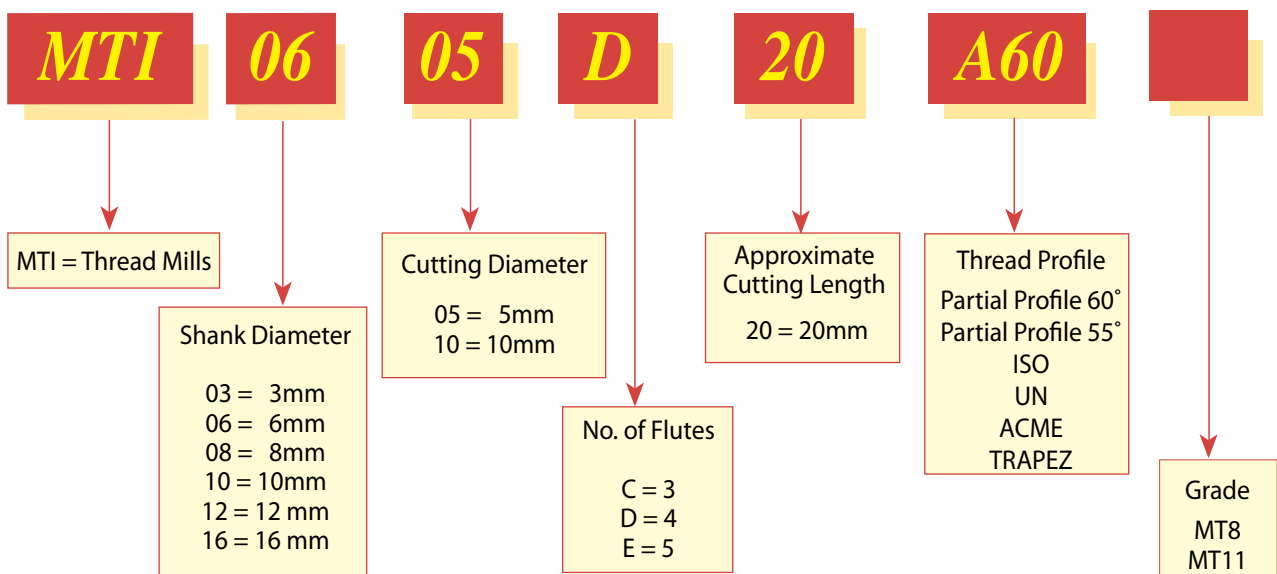 MTI 06 05 D 20 A60
MTI = Thread Mills
Shank Diameter
03 = 3mm
06 = 6mm
08 = 8mm
10 = 10mm
12 = 12 mm
16 = 16 mm
Cutting Diameter
05 = 5mm
10 = 10mm
No. of Flutes
C = 3
D = 4
E = 5
Approximate
Cutting Length
20 = 20mm
Thread Profile
Partial Profile 60°
Partial Profile 55°
ISO
UN
ACME
TRAPEZ
Grade
MT8
MT11